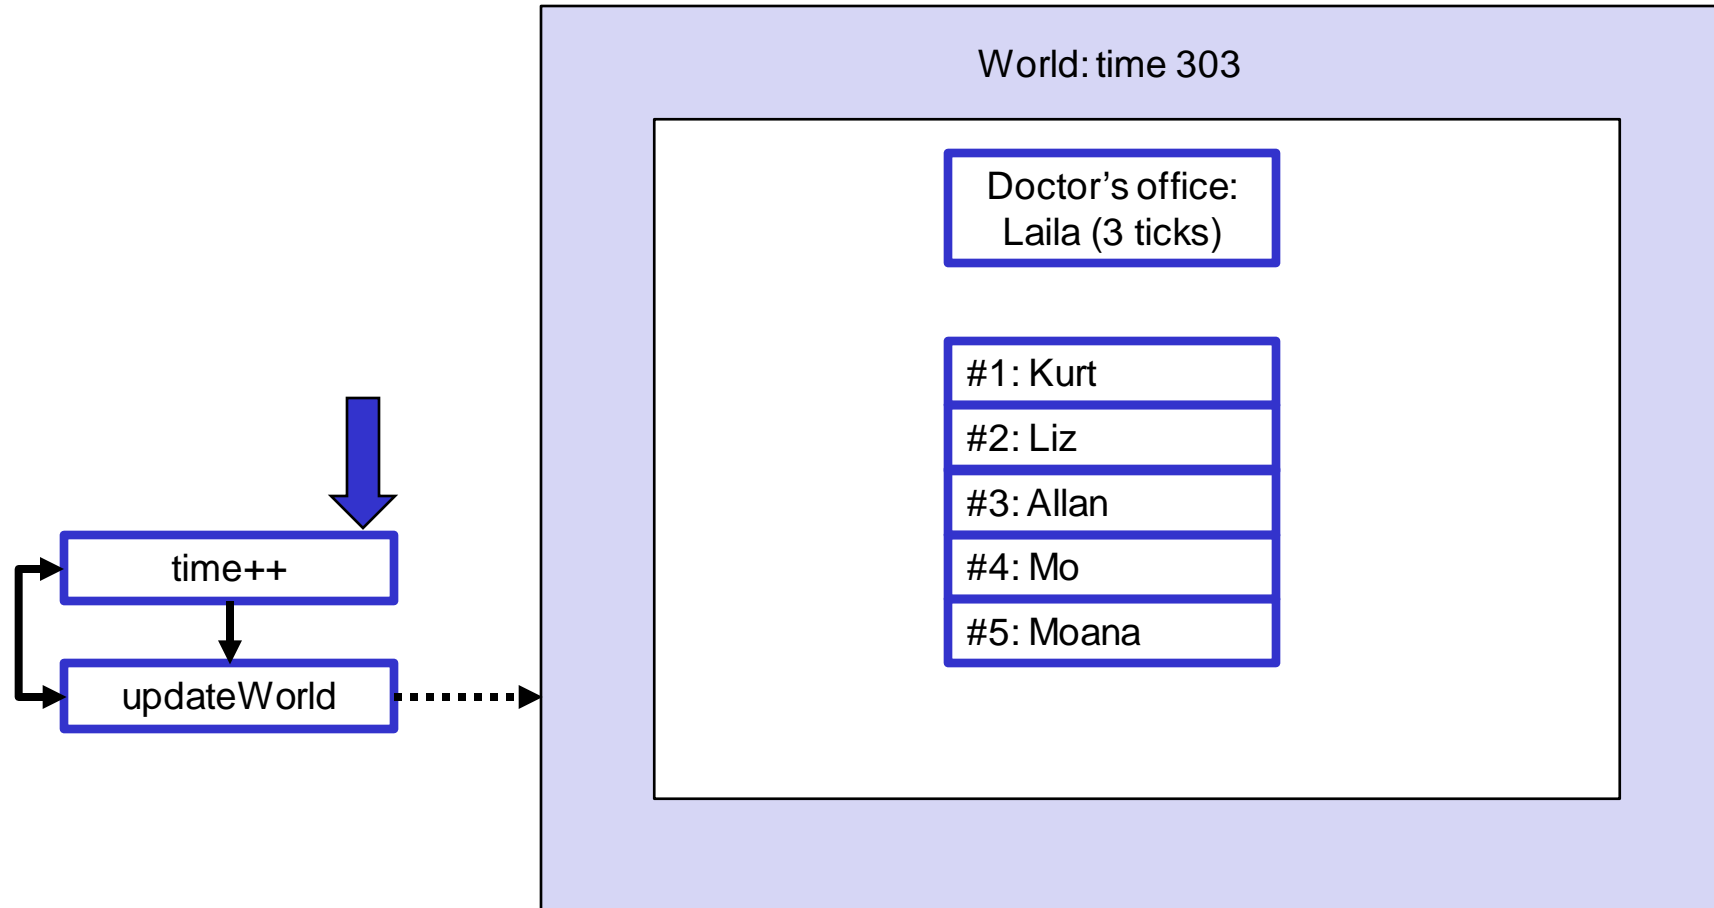 World: time 303
Doctor’s office:
Laila (3 ticks)
#1: Kurt
#2: Liz
#3: Allan
#4: Mo
#5: Moana
time++
updateWorld